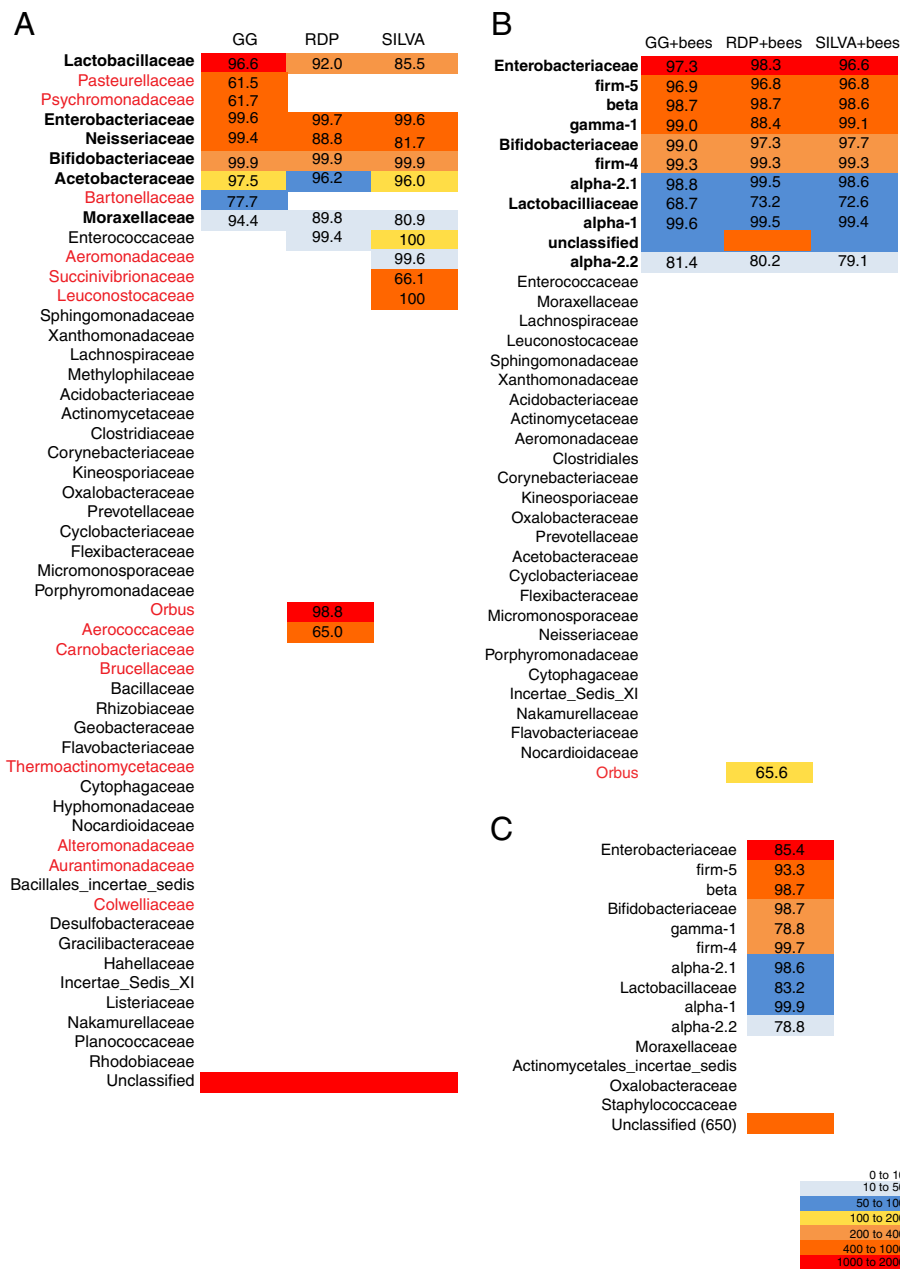 A
GG RDP SILVA
Lactobacillaceae 96.6 92.0 85.5
Pasteurellaceae 61.5
Psychromonadaceae 61.7
Enterobacteriaceae 99.6 99.7 99.6
Neisseriaceae 99.4 88.8 81.7
Bifidobacteriaceae 99.9 99.9 99.9
Acetobacteraceae 97.5 96.2 96.0
Bartonellaceae 77.7
Moraxellaceae 94.4 89.8 80.9
Enterococcaceae 99.4 100
Aeromonadaceae 99.6
Succinivibrionaceae 66.1
Leuconostocaceae 100
Sphingomonadaceae
Xanthomonadaceae
Lachnospiraceae
Methylophilaceae
Acidobacteriaceae
Actinomycetaceae
Clostridiaceae
Corynebacteriaceae
Kineosporiaceae
Oxalobacteraceae
Prevotellaceae
Cyclobacteriaceae
Flexibacteraceae
Micromonosporaceae
Porphyromonadaceae
Orbus 98.8
Aerococcaceae 65.0
Carnobacteriaceae
Brucellaceae
Bacillaceae
Rhizobiaceae
Geobacteraceae
Flavobacteriaceae
Thermoactinomycetaceae
Cytophagaceae
Hyphomonadaceae
Nocardioidaceae
Alteromonadaceae
Aurantimonadaceae
Bacillales_incertae_sedis
Colwelliaceae
Desulfobacteraceae
Gracilibacteraceae
Hahellaceae
Incertae_Sedis_XI
Listeriaceae
Nakamurellaceae
Planococcaceae
Rhodobiaceae
Unclassified
B
GG+bees RDP+bees SILVA+bees
Enterobacteriaceae 97.3 98.3 96.6
firm-5 96.9 96.8 96.8
beta 98.7 98.7 98.6
gamma-1 99.0 88.4 99.1
Bifidobacteriaceae 99.0 97.3 97.7
firm-4 99.3 99.3 99.3
alpha-2.1 98.8 99.5 98.6
Lactobacilliaceae 68.7 73.2 72.6
alpha-1 99.6 99.5 99.4
unclassified
alpha-2.2 81.4 80.2 79.1
Enterococcaceae
Moraxellaceae
Lachnospiraceae
Leuconostocaceae
Sphingomonadaceae
Xanthomonadaceae
Acidobacteriaceae
Actinomycetaceae
Aeromonadaceae
Clostridiales
Corynebacteriaceae
Kineosporiaceae
Oxalobacteraceae
Prevotellaceae
Acetobacteraceae
Cyclobacteriaceae
Flexibacteraceae
Micromonosporaceae
Neisseriaceae
Porphyromonadaceae
Cytophagaceae
Incertae_Sedis_XI
Nakamurellaceae
Flavobacteriaceae
Nocardioidaceae
Orbus 65.6
C
Enterobacteriaceae 85.4
firm-5 93.3
beta 98.7
Bifidobacteriaceae 98.7
gamma-1 78.8
firm-4 99.7
alpha-2.1 98.6
Lactobacillaceae 83.2
alpha-1 99.9
alpha-2.2 78.8
Moraxellaceae
Actinomycetales_incertae_sedis
Oxalobacteraceae
Staphylococcaceae
Unclassified (650)
0 to
10 to
50 to
100 to
200 to
400 to
1000 to